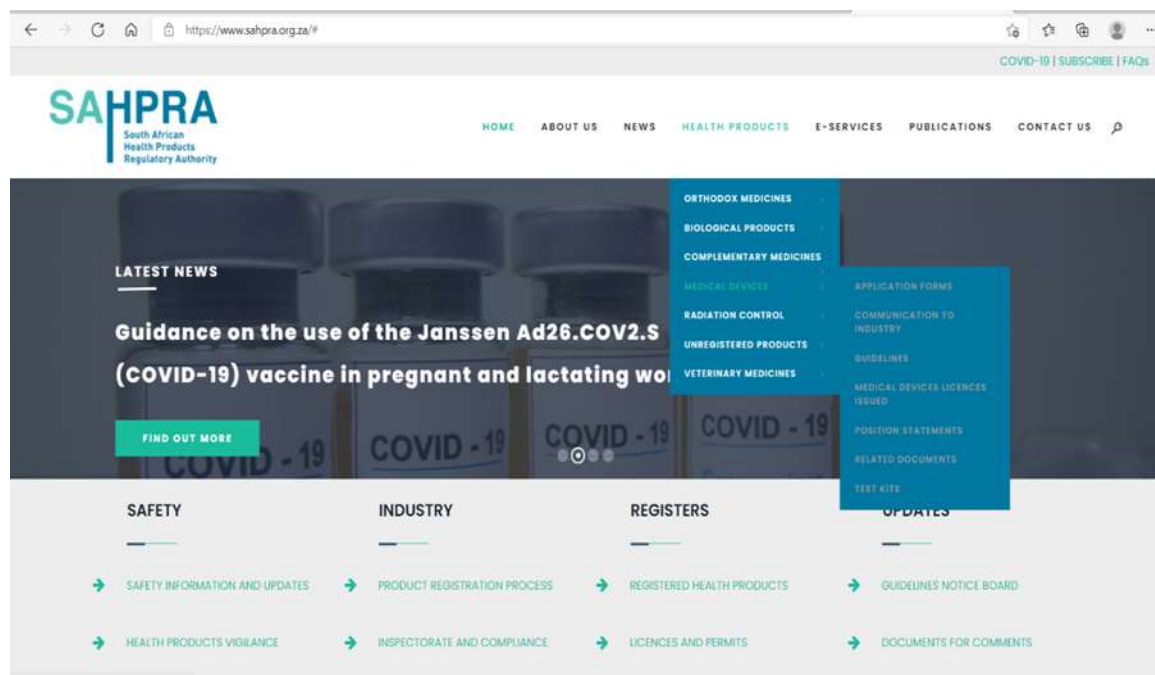 https://www.sahpra.org.za/#
COVID-19 | SUBSCRIBE | FAQs
SAHPRA
South African
Health Products
Regulatory Authority
HOME ABOUT US NEWS HEALTH PRODUCTS E-SERVICES PUBLICATIONS CONTACT US
ORTHODOX MEDICINES
BIOLOGICAL PRODUCTS
COMPLEMENTARY MEDICINES
MEDICAL DEVICES
RADIATION CONTROL
UNREGISTERED PRODUCTS
VETERINARY MEDICINES
APPLICATION FORMS
COMMUNICATION TO
INDUSTRY
GUIDELINES
MEDICAL DEVICES LICENCES
ISSUED
POSITION STATEMENTS
RELATED DOCUMENTS
TEST KITS
LATEST NEWS
Guidance on the use of the Janssen Ad26.COV2.S
(COVID-19) vaccine in pregnant and lactating
FIND OUT MORE
COVID - 19
COVID - 19
COVID - 19
COVID - 19
SAFETY
SAFETY INFORMATION AND UPDATES
HEALTH PRODUCTS VIGILANCE
INDUSTRY
PRODUCT REGISTRATION PROCESS
INSPECTORATE AND COMPLIANCE
REGISTERS
REGISTERED HEALTH PRODUCTS
LICENCES AND PERMITS
UPDATES
GUIDELINES NOTICE BOARD
DOCUMENTS FOR COMMENTS